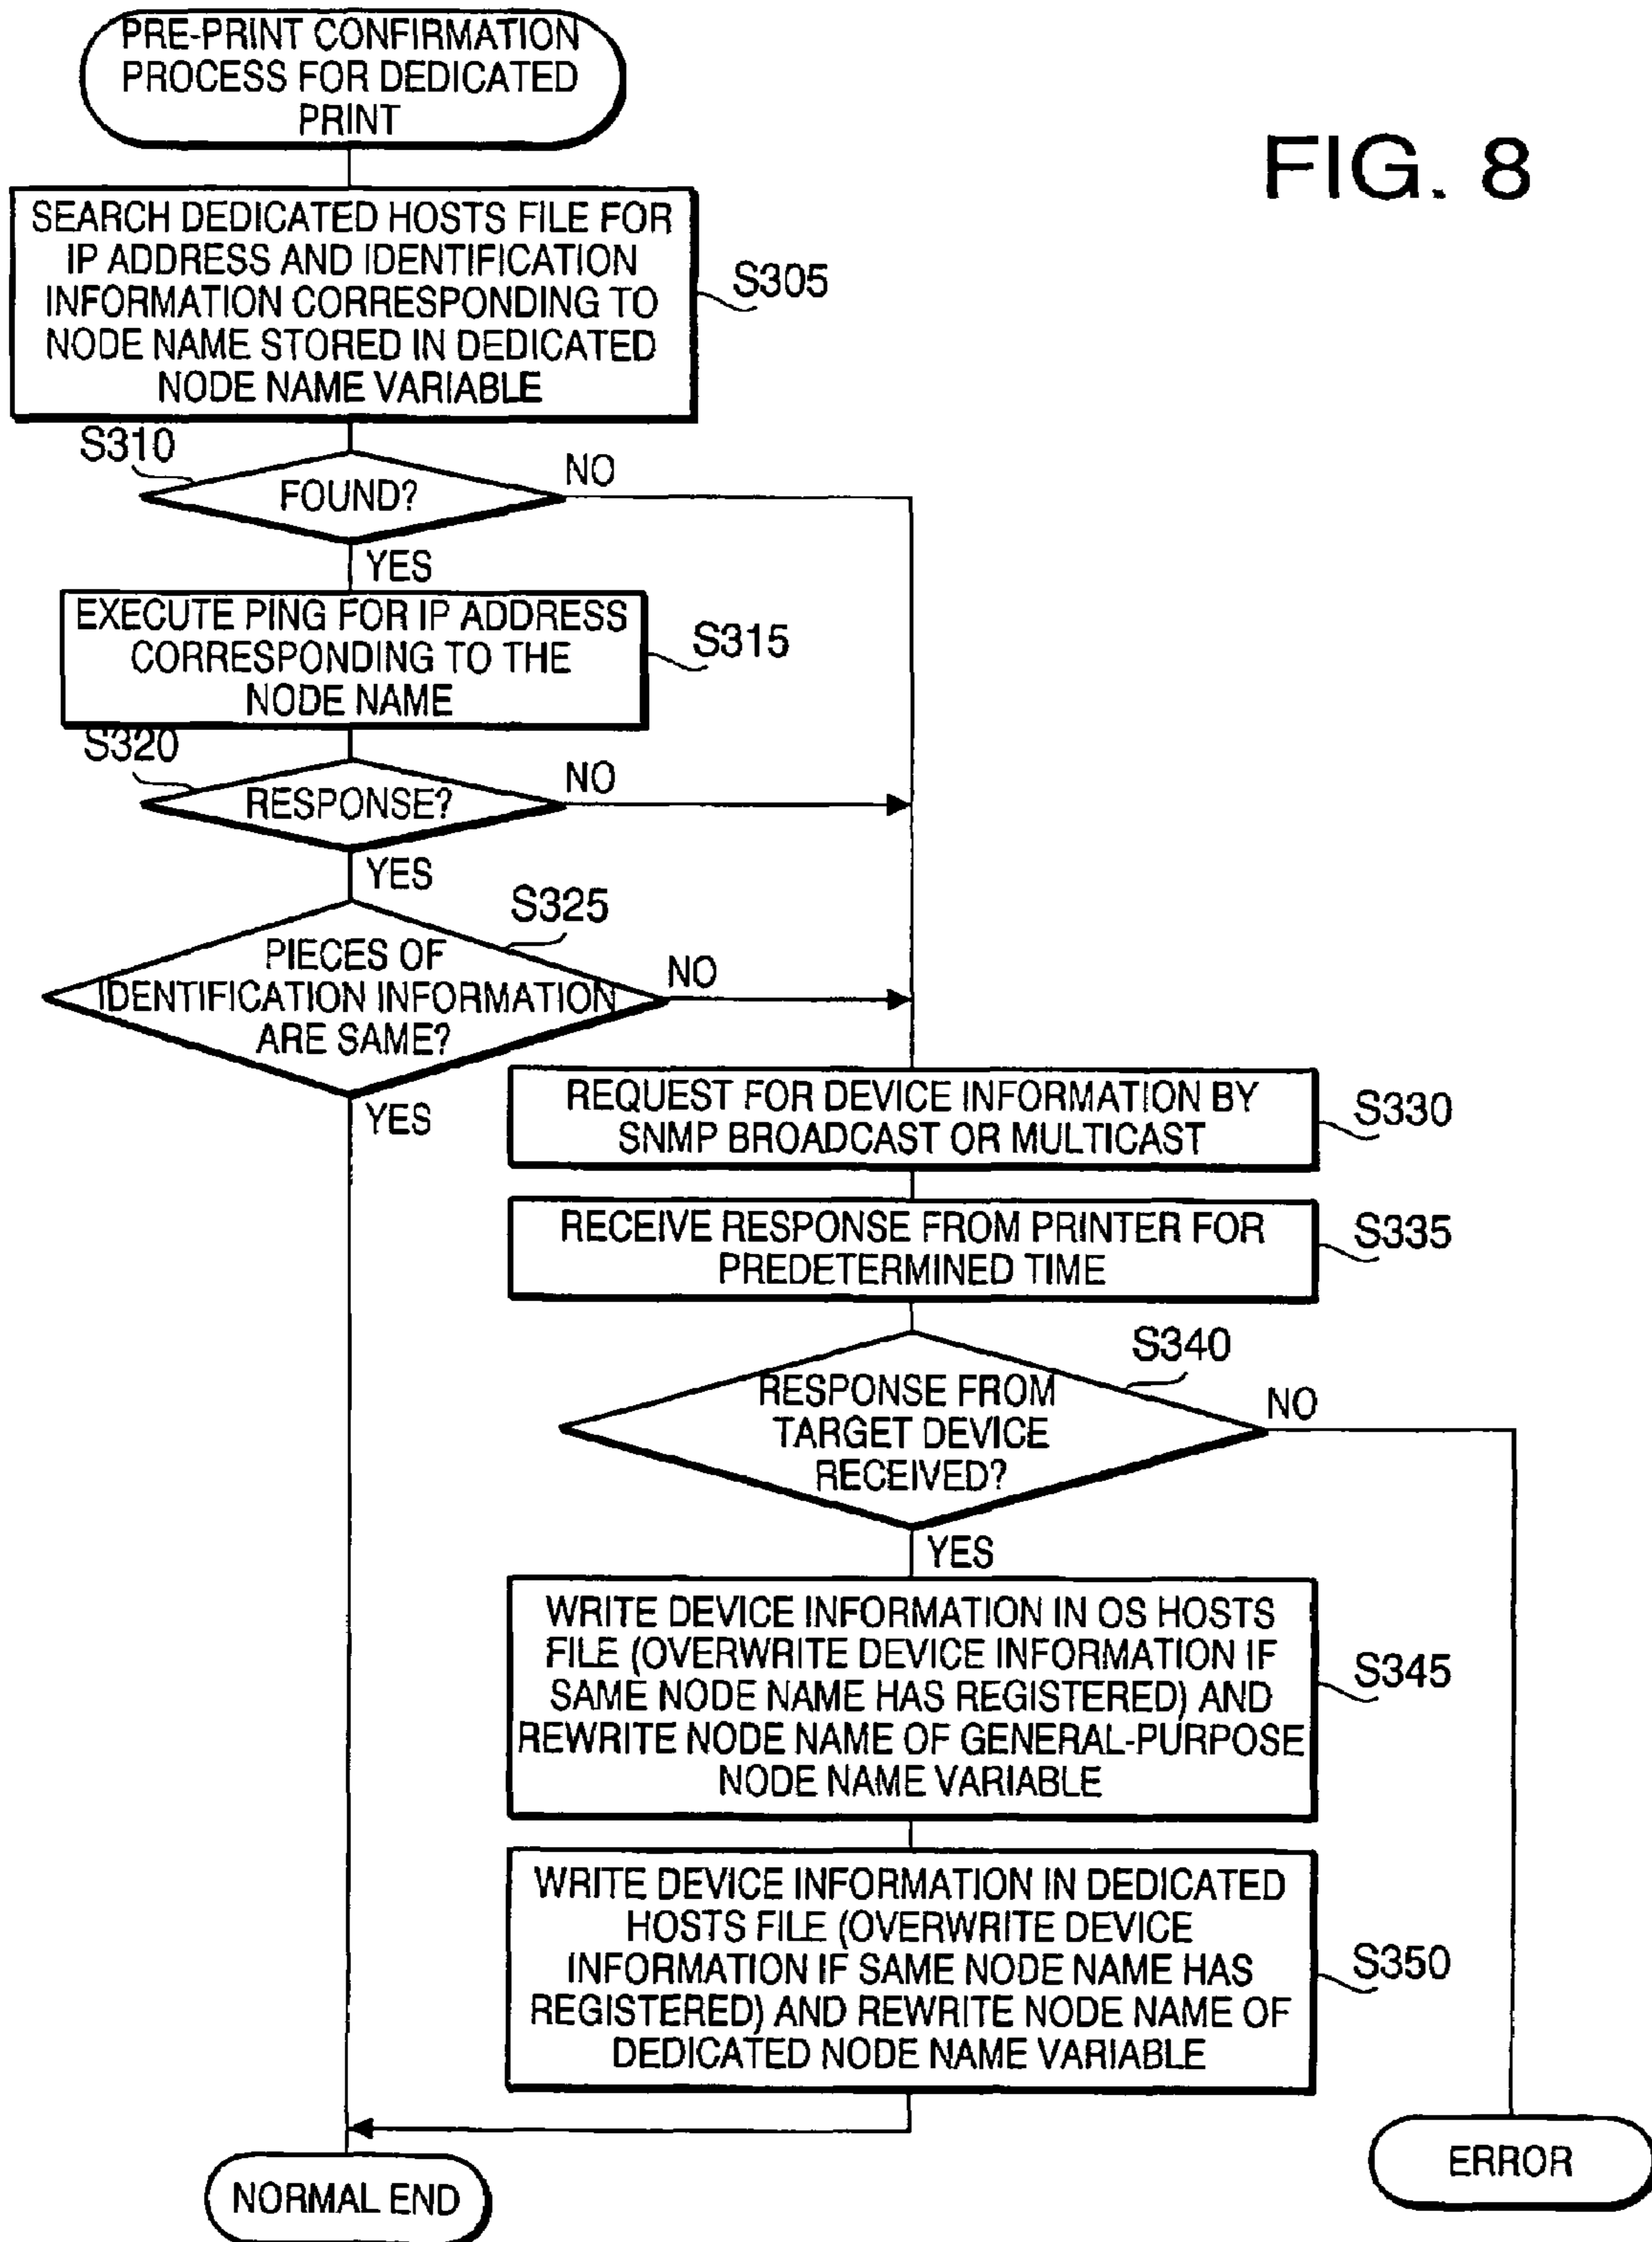 PRE-PRINT CONFIRMATION
PROCESS FOR DEDICATED
PRINT
FIG. 8
SEARCH DEDICATED HOSTS FILE FOR
IP ADDRESS AND IDENTIFICATION
INFORMATION CORRESPONDING TO
NODE NAME STORED IN DEDICATED
NODE NAME VARIABLE
S305
S310
FOUND?
NO
YES
EXECUTE PING FOR IP ADDRESS
CORRESPONDING TO THE
NODE NAME
S315
S320
RESPONSE?
NO
YES
S325
PIECES OF
IDENTIFICATION INFORMATION
ARE SAME?
NO
YES
REQUEST FOR DEVICE INFORMATION BY
SNMP BROADCAST OR MULTICAST
S330
RECEIVE RESPONSE FROM PRINTER FOR
PREDETERMINED TIME
S335
S340
RESPONSE FROM
TARGET DEVICE
RECEIVED?
NO
YES
WRITE DEVICE INFORMATION IN OS HOSTS
FILE (OVERWRITE DEVICE INFORMATION IF
SAME NODE NAME HAS REGISTERED) AND
REWRITE NODE NAME OF GENERAL-PURPOSE
NODE NAME VARIABLE
S345
WRITE DEVICE INFORMATION IN DEDICATED
HOSTS FILE (OVERWRITE DEVICE
INFORMATION IF SAME NODE NAME HAS
REGISTERED) AND REWRITE NODE NAME OF
DEDICATED NODE NAME VARIABLE
S350
NORMAL END
ERROR